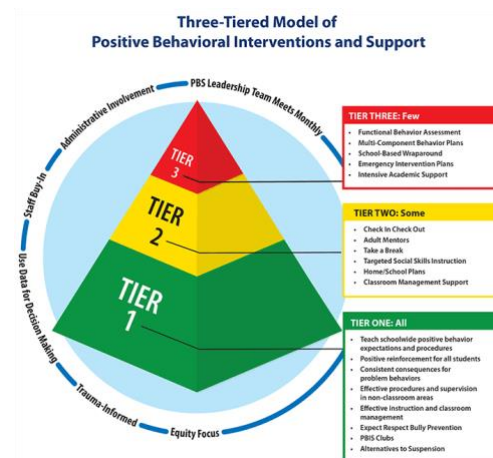 Three-Tiered Model of
Positive Behavioral Interventions and Support
PBS Leadership Team Meets Monthly
Administrative Involvement
Staff Buy-In
Use Data for Decision Making
Trauma-Informed
Equity Focus
TIER
3
TIER
2
TIER
1
TIER THREE: Few
• Functional Behavior Assessment
• Multi-Component Behavior Plans
• School-Based Wraparound
• Emergency Intervention Plans
• Intensive Academic Support
TIER TWO: Some
• Check In Check Out
• Adult Mentors
• Take a Break
• Targeted Social Skills Instruction
• Home/School Plans
• Classroom Management Support
TIER ONE: All
• Teach schoolwide positive behavior
expectations and procedures
• Positive reinforcement for all students
• Consistent consequences for
problem behaviors
• Effective procedures and supervision
in non-classroom areas
• Effective instruction and classroom
management
• Expect Respect Bully Prevention
• PBIS Clubs
• Alternatives to Suspension